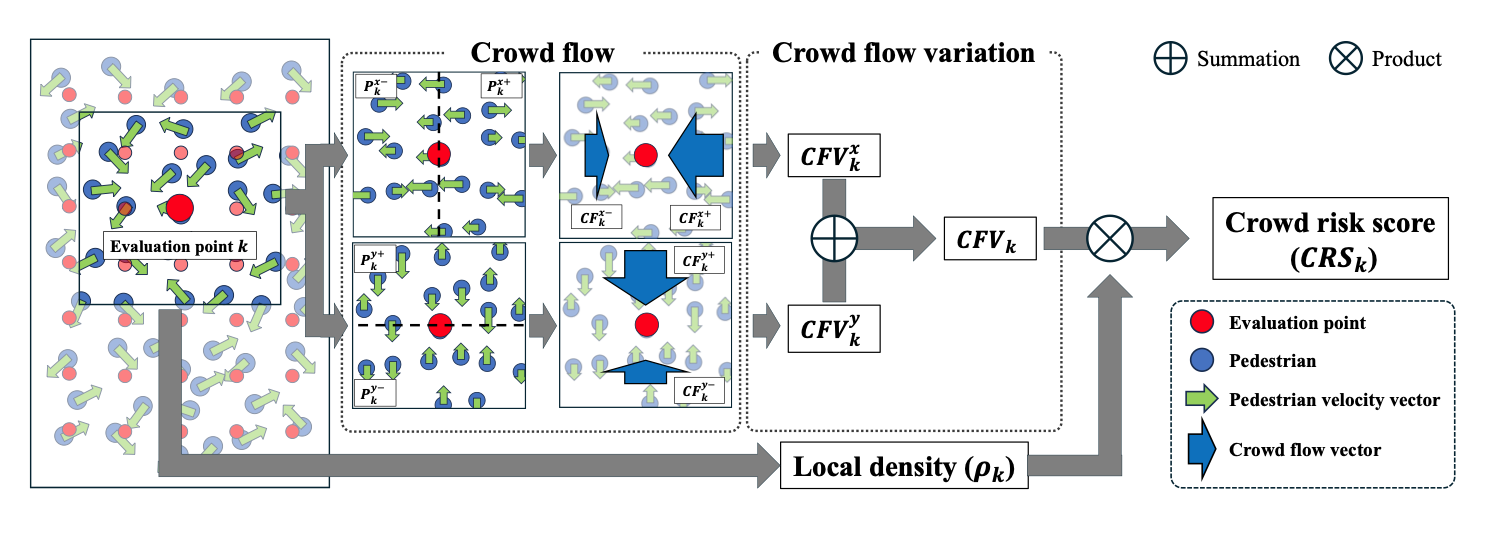 Crowd flow
Crowd flow variation
Summation
Product
Evaluation point k
P_k^{x-}
P_k^{x+}
CF_k^{x-}
CF_k^{x+}
P_k^{y+}
P_k^{y-}
CF_k^{y+}
CF_k^{y-}
CFV_k^x
CFV_k^y
CFV_k
Local density (ρ_k)
Crowd risk score
(CRS_k)
Evaluation point
Pedestrian
Pedestrian velocity vector
Crowd flow vector